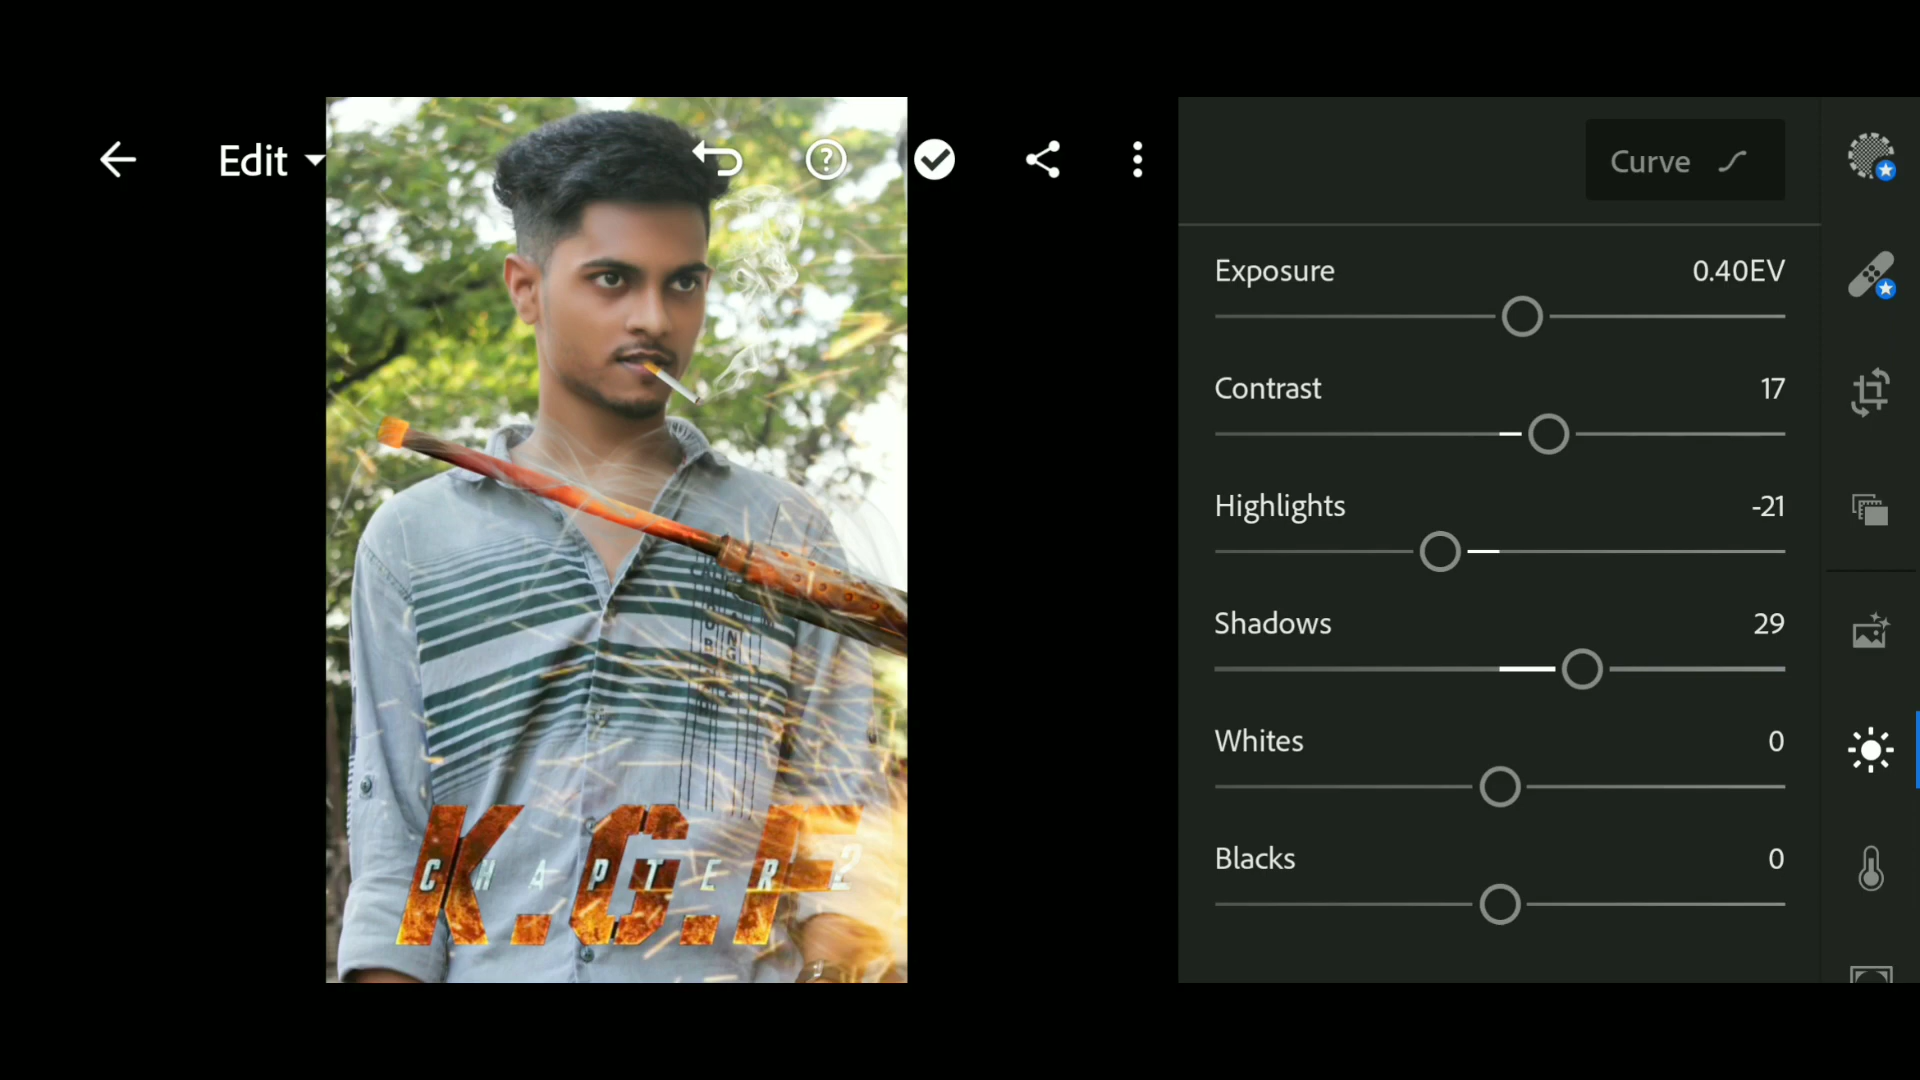 Edit
Curve
Exposure 0.40EV
Contrast 17
Highlights -21
Shadows 29
Whites 0
Blacks 0
K.G.F
CHAPTER 2